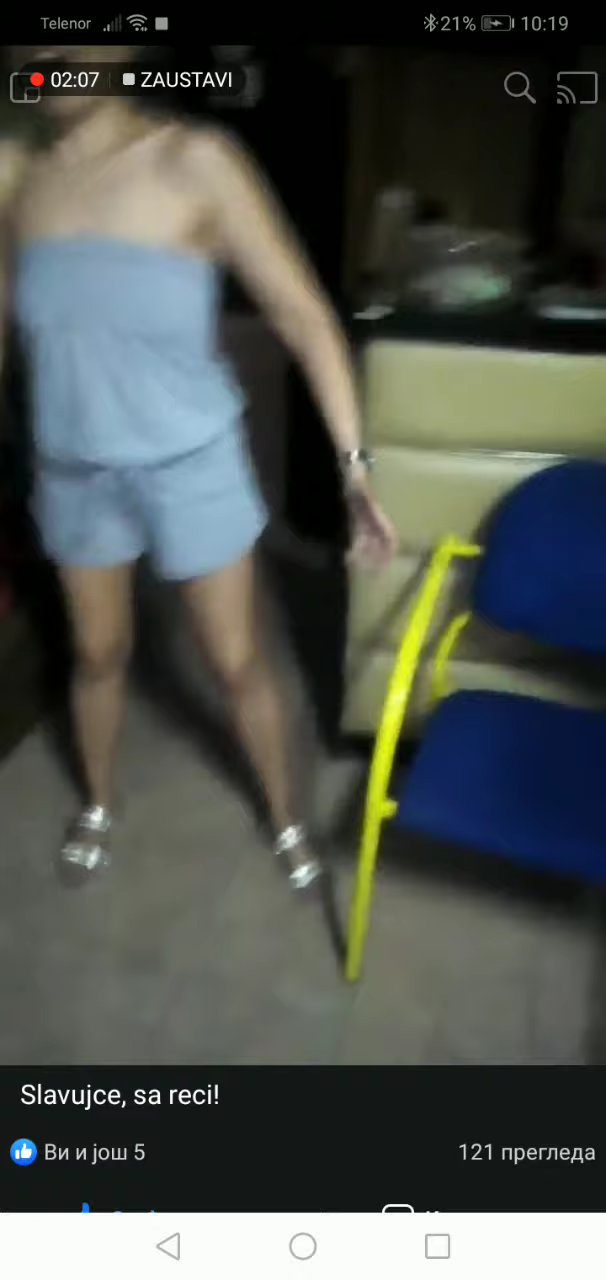 Telenor 21% 10:19
02:07 ZAUSTAVI
Slavujce, sa reci!
Ви и још 5 121 прегледа